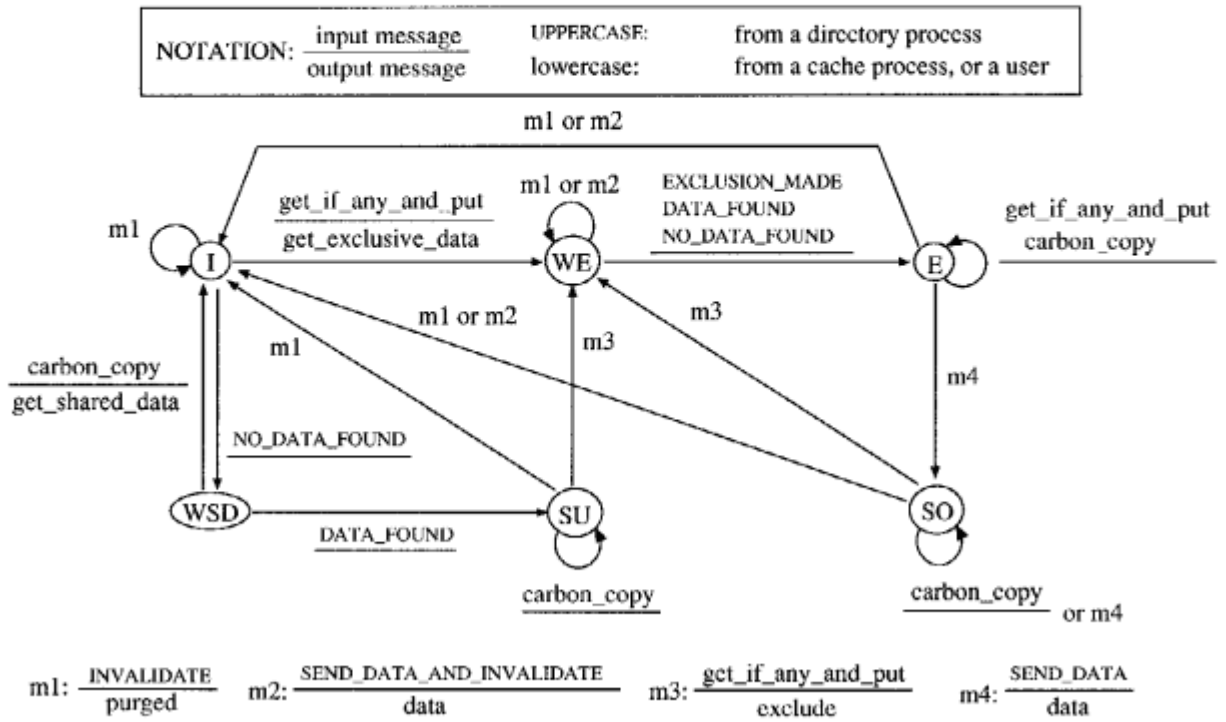 NOTATION: input message UPPERCASE: from a directory process
output message lowercase: from a cache process, or a user
m1 or m2
get_if_any_and_put
get_exclusive_data
m1 or m2
EXCLUSION_MADE
DATA_FOUND
NO_DATA_FOUND
get_if_any_and_put
carbon_copy
m1
I
WE
E
m1 or m2
m3
m1
m3
m4
carbon_copy
get_shared_data
NO_DATA_FOUND
WSD
SU
SO
DATA_FOUND
carbon_copy
carbon_copy or m4
m1: INVALIDATE m2: SEND_DATA_AND_INVALIDATE m3: get_if_any_and_put m4: SEND_DATA
purged data exclude data